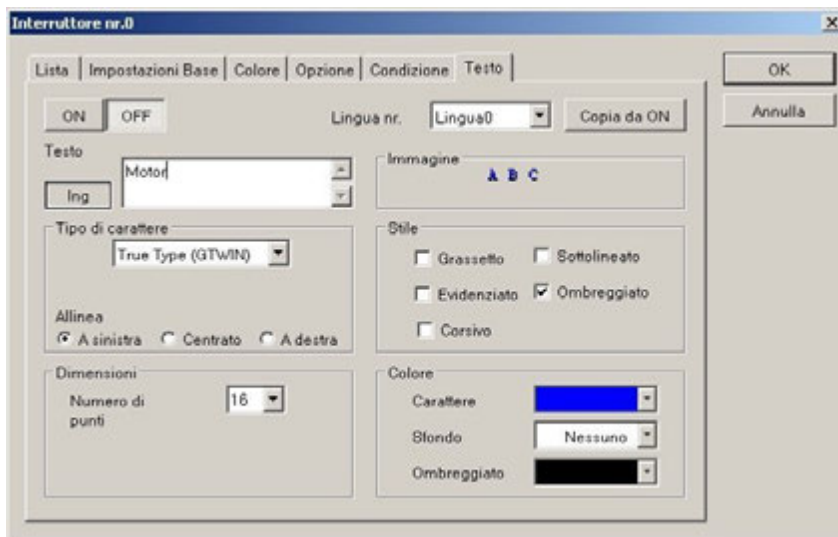 Interruttore nr.0
Lista Impostazioni Base Colore Opzione Condizione Testo
OK
Annulla
ON OFF Lingua nr. Lingua0 Copia da ON
Testo
Motor
Ing
Immagine
A B C
Tipo di carattere
True Type (GTWIN)
Allinea
A sinistra Centrato A destra
Stile
Grassetto Sottolineato
Evidenziato Ombreggiato
Corsivo
Dimensioni
Numero di punti 16
Colore
Carattere
Sfondo Nessuno
Ombreggiato